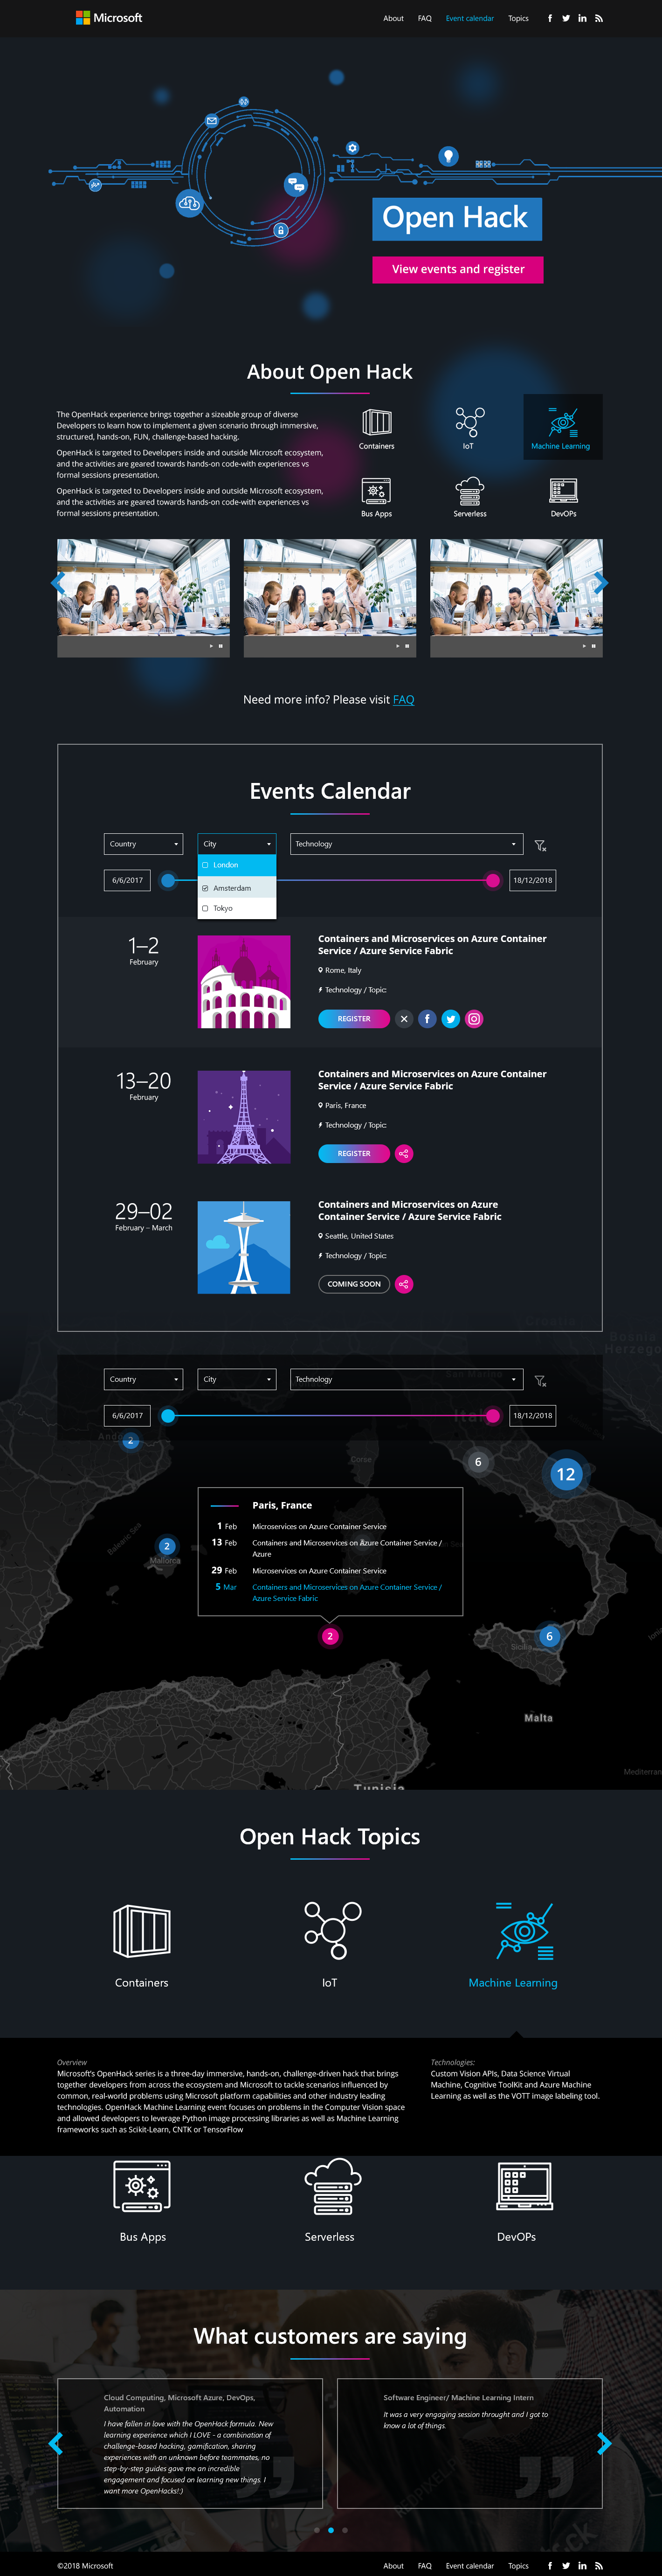 Microsoft
About FAQ Event calendar Topics
Open Hack
View events and register
About Open Hack
The OpenHack experience brings together a sizeable group of diverse
Developers to learn how to implement a given scenario through immersive,
structured, hands-on, FUN, challenge-based hacking.
OpenHack is targeted to Developers inside and outside Microsoft ecosystem,
and the activities are geared towards hands-on code-with experiences vs
formal sessions presentation.
OpenHack is targeted to Developers inside and outside Microsoft ecosystem,
and the activities are geared towards hands-on code-with experiences vs
formal sessions presentation.
Containers IoT Machine Learning
Bus Apps Serverless DevOPs
Need more info? Please visit FAQ
Events Calendar
Country City Technology
London
Amsterdam
Tokyo
6/6/2017 18/12/2018
1–2
February
Containers and Microservices on Azure Container
Service / Azure Service Fabric
Rome, Italy
Technology / Topic:
REGISTER
13–20
February
Containers and Microservices on Azure Container
Service / Azure Service Fabric
Paris, France
Technology / Topic:
REGISTER
29–02
February – March
Containers and Microservices on Azure
Container Service / Azure Service Fabric
Seattle, United States
Technology / Topic:
COMING SOON
Croatia
Bosnia
Herzego
Country City Technology
San Marino
6/6/2017 18/12/2018
Italy
Andorra
2
Corse
6
12
Paris, France
1 Feb Microservices on Azure Container Service
13 Feb Containers and Microservices on Azure Container Service /
Azure
29 Feb Microservices on Azure Container Service
5 Mar Containers and Microservices on Azure Container Service /
Azure Service Fabric
Balearic Sea
2
Mallorca
2
6
Sicilia
Malta
Mediterran
Tunisia
Open Hack Topics
Containers IoT Machine Learning
Overview
Microsoft's OpenHack series is a three-day immersive, hands-on, challenge-driven hack that brings
together developers from across the ecosystem and Microsoft to tackle scenarios influenced by
common, real-world problems using Microsoft platform capabilities and other industry leading
technologies. OpenHack Machine Learning event focuses on problems in the Computer Vision space
and allowed developers to leverage Python image processing libraries as well as Machine Learning
frameworks such as Scikit-Learn, CNTK or TensorFlow
Technologies:
Custom Vision APIs, Data Science Virtual
Machine, Cognitive ToolKit and Azure Machine
Learning as well as the VOTT image labeling tool.
Bus Apps Serverless DevOPs
What customers are saying
Cloud Computing, Microsoft Azure, DevOps,
Automation
I have fallen in love with the OpenHack formula. New
learning experience which I LOVE - a combination of
challenge-based hacking, gamification, sharing
experiences with an unknown before teammates, no
step-by-step guides gave me an incredible
engagement and focused on learning new things. I
want more OpenHacks!:)
Software Engineer/ Machine Learning Intern
It was a very engaging session throught and I got to
know a lot of things.
©2018 Microsoft
About FAQ Event calendar Topics